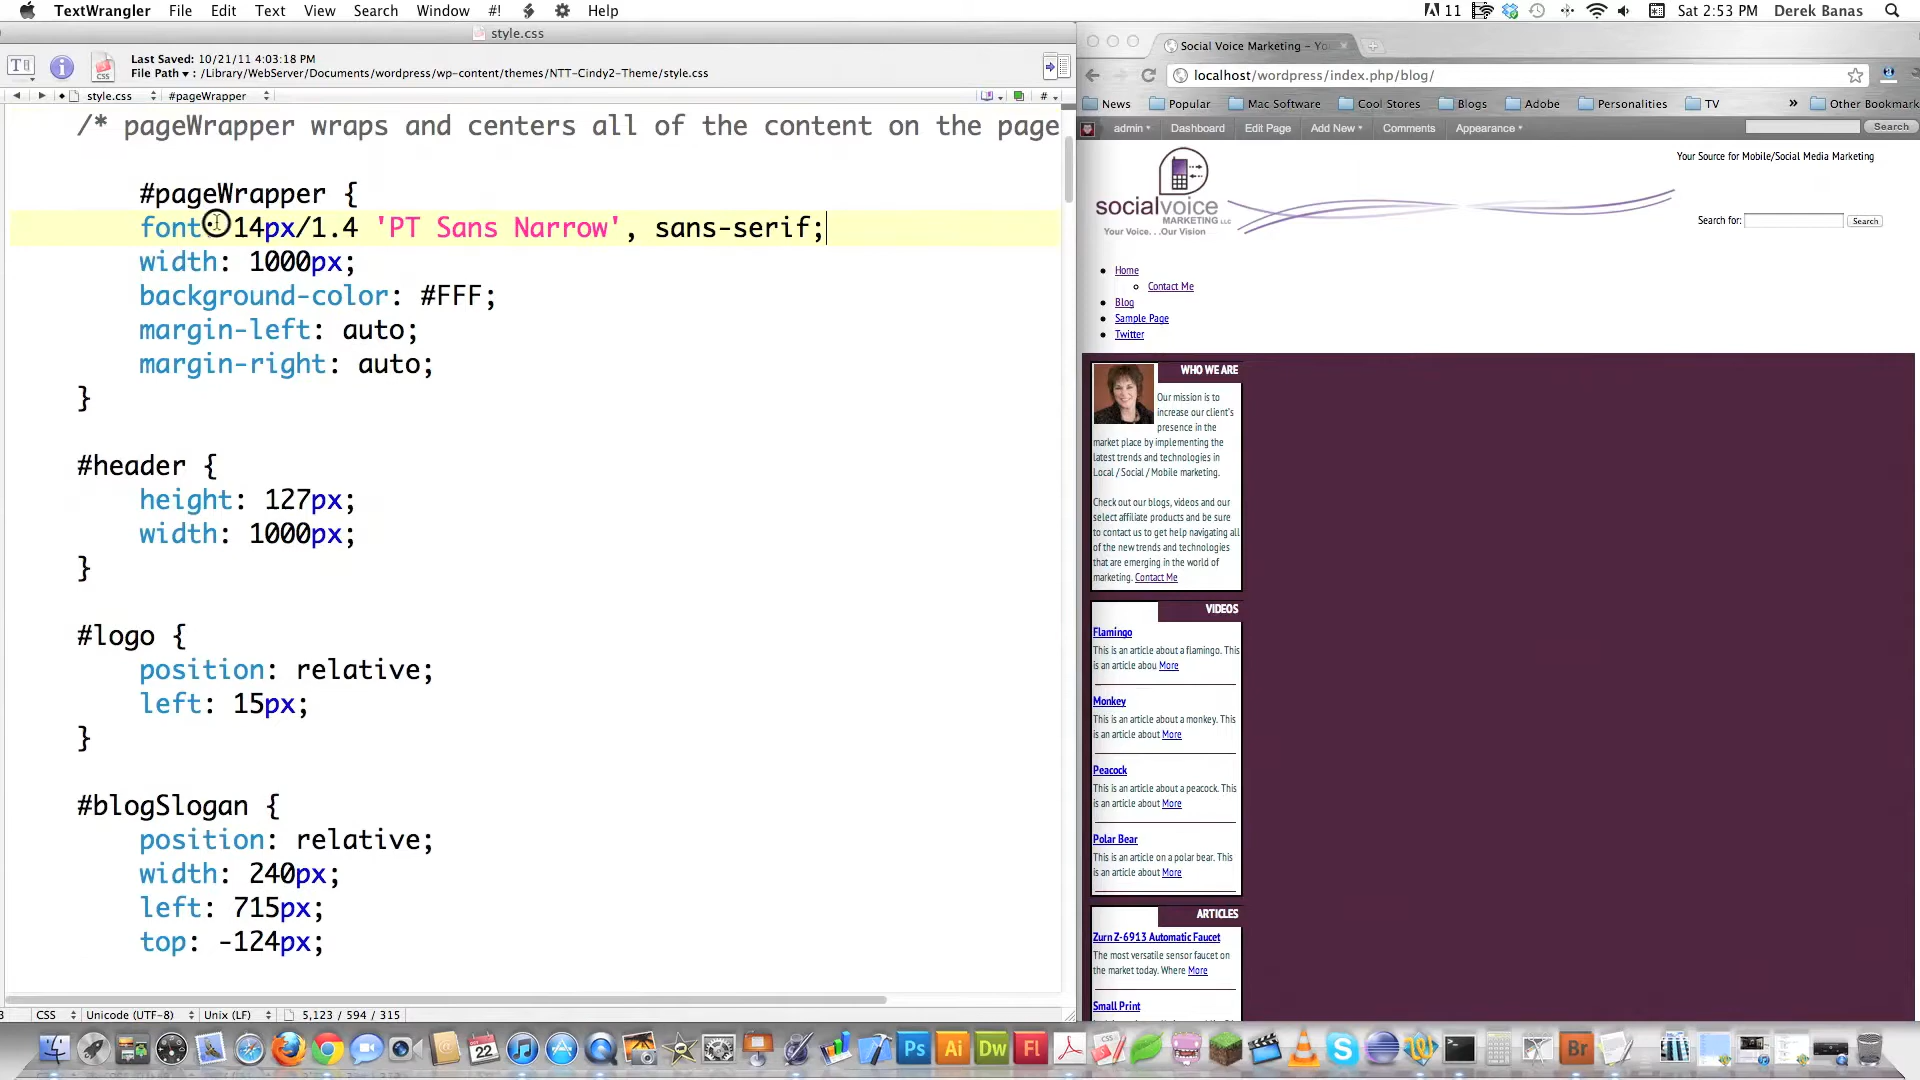 TextWrangler File Edit Text View Search Window #! Help
11 Sat 2:53 PM Derek Banas
style.css
Last Saved: 10/21/11 4:03:18 PM
File Path ▾ : /Library/WebServer/Documents/wordpress/wp-content/themes/NTT-Cindy2-Theme/style.css
style.css #pageWrapper
/* pageWrapper wraps and centers all of the content on the page
#pageWrapper {
font: 14px/1.4 'PT Sans Narrow', sans-serif;
width: 1000px;
background-color: #FFF;
margin-left: auto;
margin-right: auto;
}
#header {
height: 127px;
width: 1000px;
}
#logo {
position: relative;
left: 15px;
}
#blogSlogan {
position: relative;
width: 240px;
left: 715px;
top: -124px;
3 CSS Unicode (UTF-8) Unix (LF) 5,123 / 594 / 315
Social Voice Marketing – Yo
localhost/wordpress/index.php/blog/
News Popular Mac Software Cool Stores Blogs Adobe Personalities TV » Other Bookmark
admin Dashboard Edit Page Add New Comments Appearance Search
Your Source for Mobile/Social Media Marketing
socialvoice
MARKETING LLC
Your Voice. . .Our Vision
Search for: Search
Home
Contact Me
Blog
Sample Page
Twitter
WHO WE ARE
Our mission is to
increase our client's
presence in the
market place by implementing the
latest trends and technologies in
Local / Social / Mobile marketing.
Check out our blogs, videos and our
select affiliate products and be sure
to contact us to get help navigating all
of the new trends and technologies
that are emerging in the world of
marketing. Contact Me
VIDEOS
Flamingo
This is an article about a flamingo. This
is an article abou More
Monkey
This is an article about a monkey. This
is an article about More
Peacock
This is an article about a peacock. This
is an article about More
Polar Bear
This is an article on a polar bear. This
is an article about More
ARTICLES
Zurn Z-6913 Automatic Faucet
The most versatile sensor faucet on
the market today. Where More
Small Print
22 Ps Ai Dw Fl Br